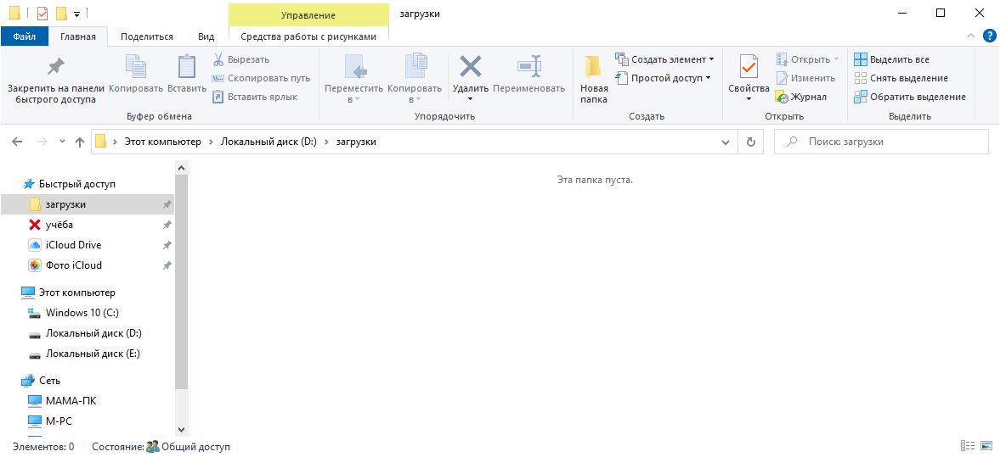 Управление
загрузки
Файл
Главная
Поделиться
Вид
Средства работы с рисунками
Закрепить на панели
быстрого доступа
Копировать
Вставить
Вырезать
Скопировать путь
Вставить ярлык
Буфер обмена
Переместить
в
Копировать
в
Удалить
Переименовать
Упорядочить
Новая
папка
Создать элемент
Простой доступ
Создать
Свойства
Открыть
Изменить
Журнал
Открыть
Выделить все
Снять выделение
Обратить выделение
Выделить
Этот компьютер
Локальный диск (D:)
загрузки
Поиск: загрузки
Эта папка пуста.
Быстрый доступ
загрузки
учёба
iCloud Drive
Фото iCloud
Этот компьютер
Windows 10 (C:)
Локальный диск (D:)
Локальный диск (E:)
Сеть
МАМА-ПК
M-PC
Элементов: 0
Состояние:
Общий доступ